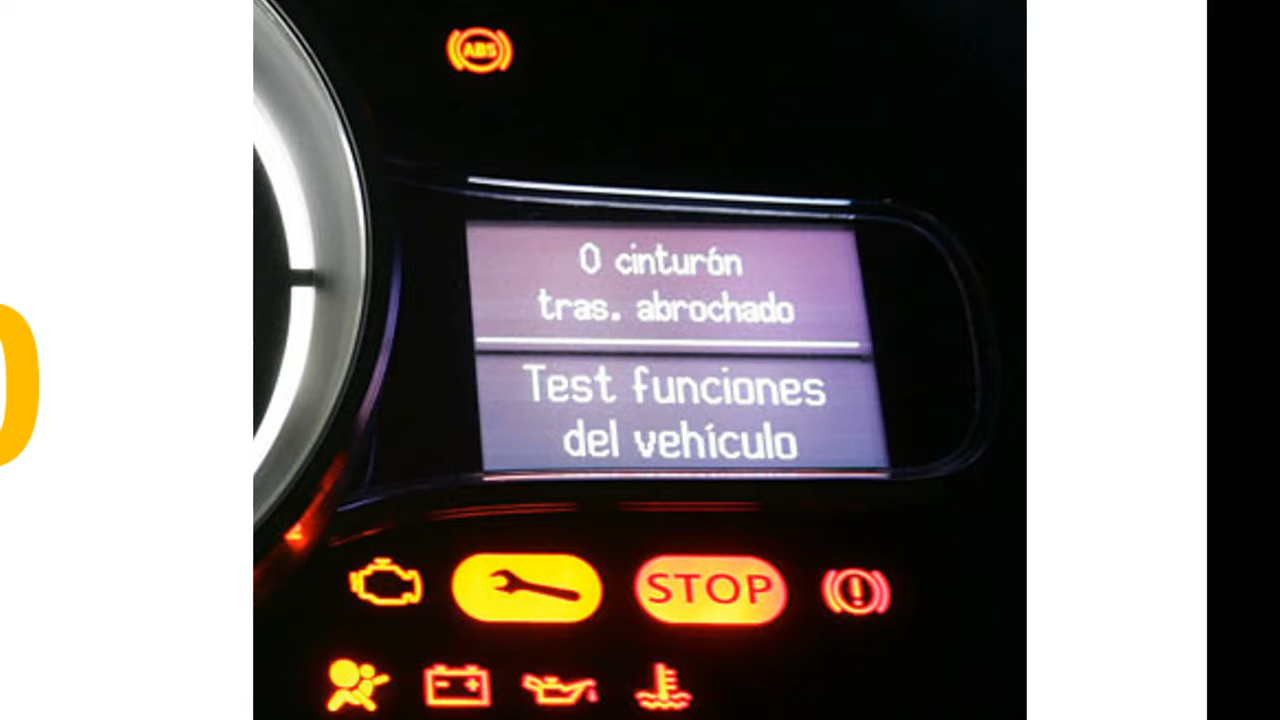 ABS
0 cinturón
tras. abrochado
Test funciones
del vehículo
STOP